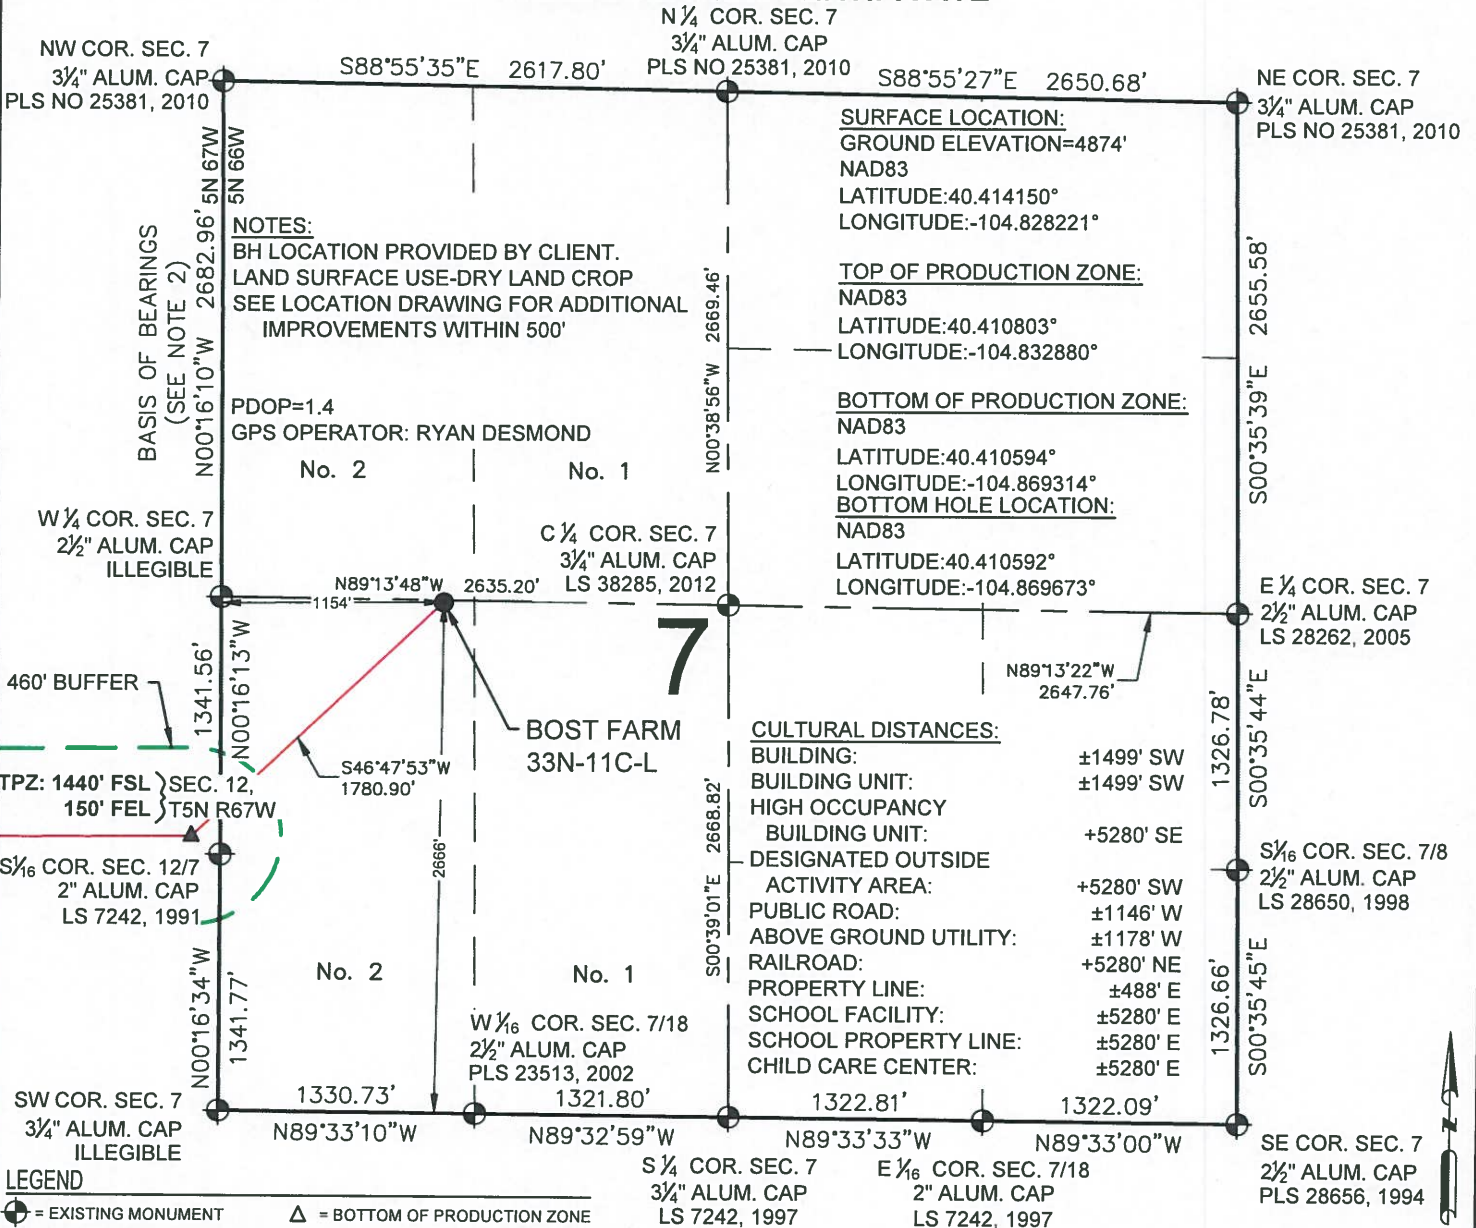 N ¼ COR. SEC. 7
3¼" ALUM. CAP
PLS NO 25381, 2010
NW COR. SEC. 7
3¼" ALUM. CAP
PLS NO 25381, 2010
S88°55'35"E 2617.80'
S88°55'27"E 2650.68'
NE COR. SEC. 7
3¼" ALUM. CAP
PLS NO 25381, 2010
5N 67W
5N 66W
BASIS OF BEARINGS
(SEE NOTE 2)
N00°16'10"W 2682.96'
NOTES:
BH LOCATION PROVIDED BY CLIENT.
LAND SURFACE USE-DRY LAND CROP
SEE LOCATION DRAWING FOR ADDITIONAL
IMPROVEMENTS WITHIN 500'
PDOP=1.4
GPS OPERATOR: RYAN DESMOND
No. 2
No. 1
N00°38'56"W 2669.46'
SURFACE LOCATION:
GROUND ELEVATION=4874'
NAD83
LATITUDE:40.414150°
LONGITUDE:-104.828221°
TOP OF PRODUCTION ZONE:
NAD83
LATITUDE:40.410803°
LONGITUDE:-104.832880°
BOTTOM OF PRODUCTION ZONE:
NAD83
LATITUDE:40.410594°
LONGITUDE:-104.869314°
BOTTOM HOLE LOCATION:
NAD83
LATITUDE:40.410592°
LONGITUDE:-104.869673°
S00°35'39"E 2655.58'
W ¼ COR. SEC. 7
2½" ALUM. CAP
ILLEGIBLE
C ¼ COR. SEC. 7
3¼" ALUM. CAP
LS 38285, 2012
N89°13'48"W 2635.20'
1154'
E ¼ COR. SEC. 7
2½" ALUM. CAP
LS 28262, 2005
7
N89°13'22"W
2647.76'
1341.56'
N00°16'13"W
460' BUFFER
BOST FARM
33N-11C-L
S46°47'53"W
1780.90'
TPZ: 1440' FSL
150' FEL
SEC. 12,
T5N R67W
S1⁄16 COR. SEC. 12/7
2" ALUM. CAP
LS 7242, 1991
2666'
S00°39'01"E 2668.82'
CULTURAL DISTANCES:
BUILDING: ±1499' SW
BUILDING UNIT: ±1499' SW
HIGH OCCUPANCY
BUILDING UNIT: +5280' SE
DESIGNATED OUTSIDE
ACTIVITY AREA: +5280' SW
PUBLIC ROAD: ±1146' W
ABOVE GROUND UTILITY: ±1178' W
RAILROAD: +5280' NE
PROPERTY LINE: ±488' E
SCHOOL FACILITY: ±5280' E
SCHOOL PROPERTY LINE: ±5280' E
CHILD CARE CENTER: ±5280' E
1326.78'
S00°35'44"E
S1⁄16 COR. SEC. 7/8
2½" ALUM. CAP
LS 28650, 1998
1326.66'
S00°35'45"E
N00°16'34"W
1341.77'
No. 2
No. 1
W 1⁄16 COR. SEC. 7/18
2½" ALUM. CAP
PLS 23513, 2002
SW COR. SEC. 7
3¼" ALUM. CAP
ILLEGIBLE
1330.73'
N89°33'10"W
1321.80'
N89°32'59"W
1322.81'
N89°33'33"W
1322.09'
N89°33'00"W
S ¼ COR. SEC. 7
3¼" ALUM. CAP
LS 7242, 1997
E 1⁄16 COR. SEC. 7/18
2" ALUM. CAP
LS 7242, 1997
SE COR. SEC. 7
2½" ALUM. CAP
PLS 28656, 1994
N
LEGEND
= EXISTING MONUMENT
= BOTTOM OF PRODUCTION ZONE